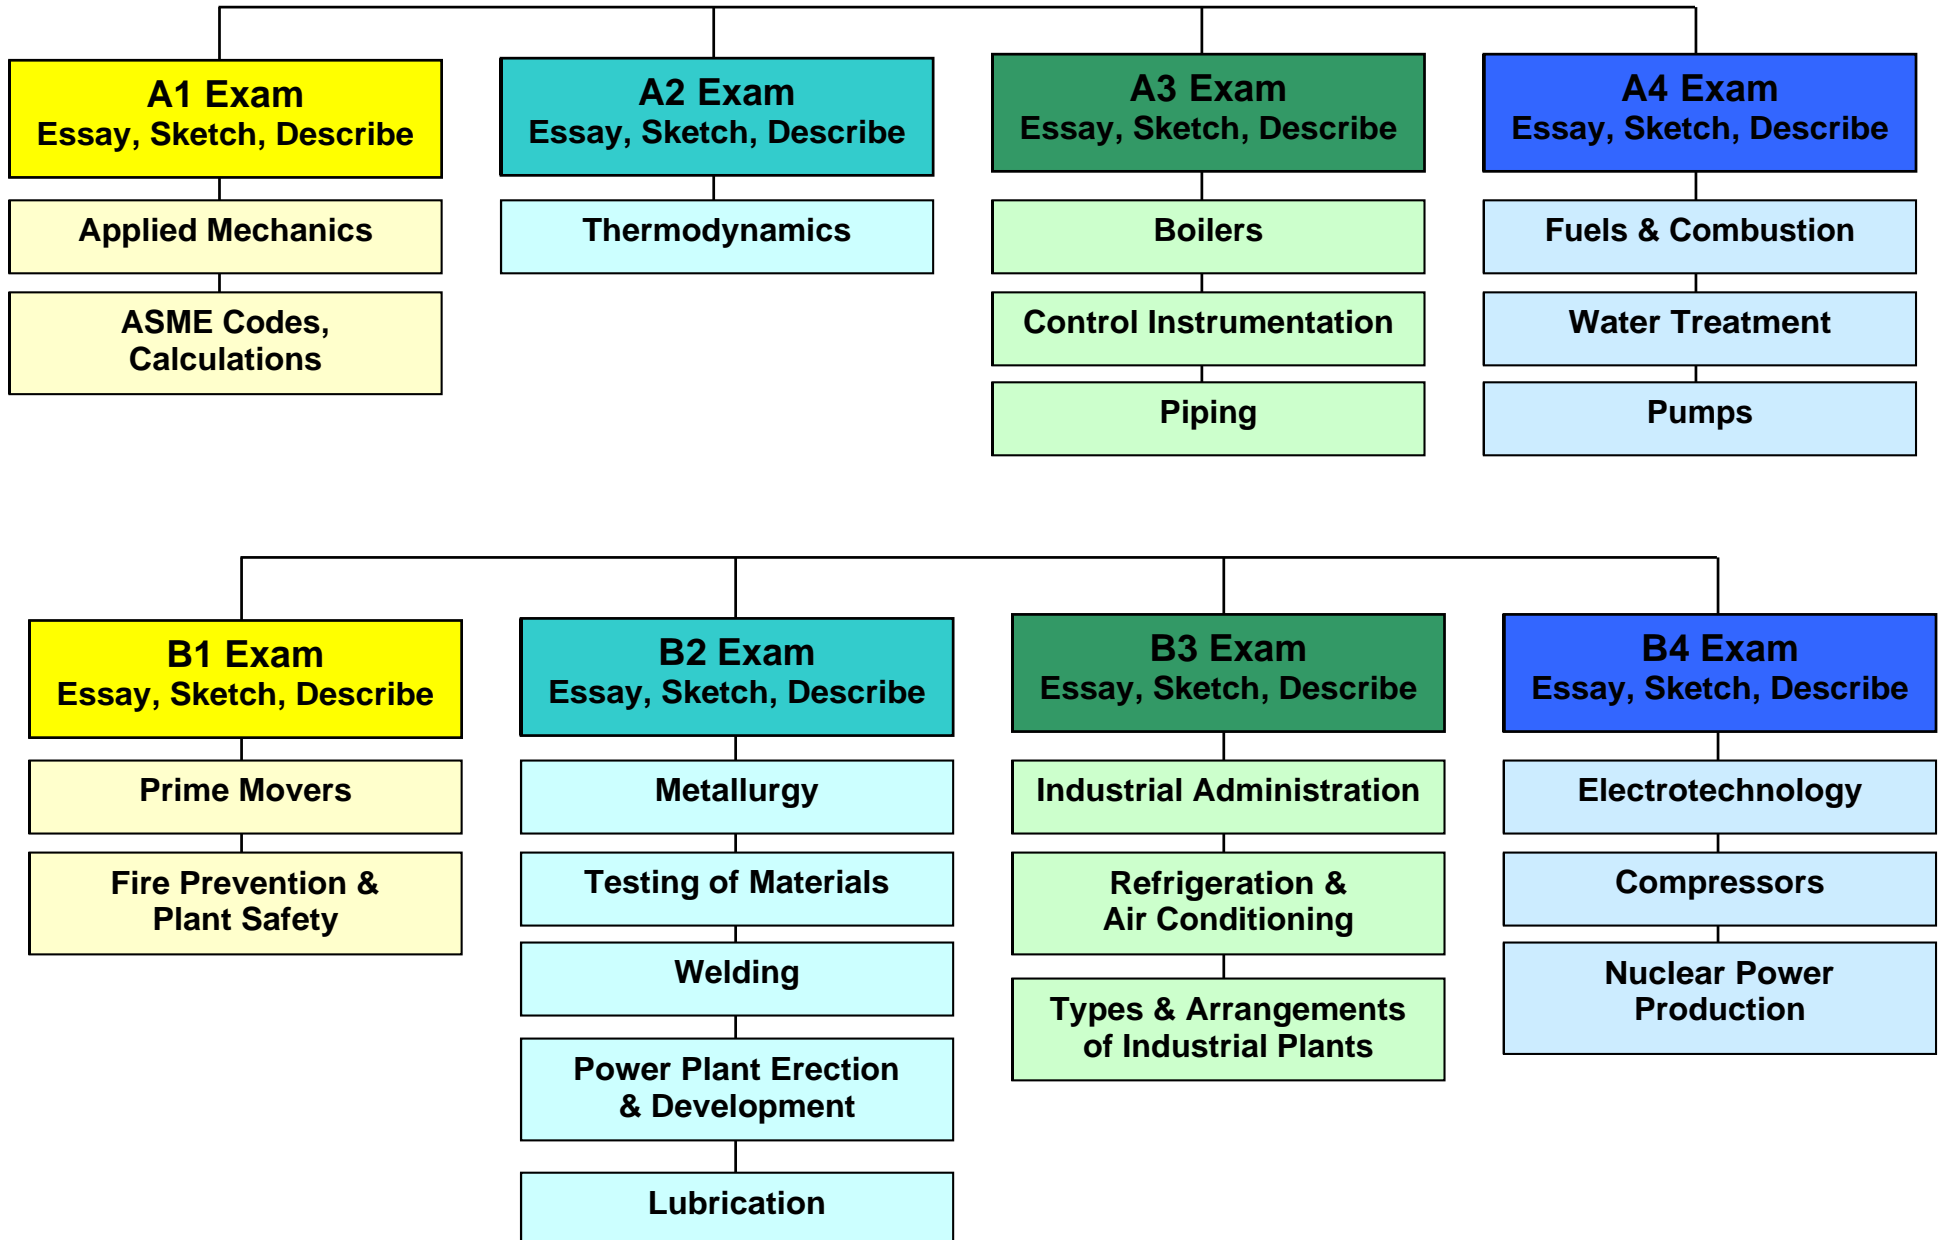 A1 Exam
Essay, Sketch, Describe
Applied Mechanics
ASME Codes,
Calculations
A2 Exam
Essay, Sketch, Describe
Thermodynamics
A3 Exam
Essay, Sketch, Describe
Boilers
Control Instrumentation
Piping
A4 Exam
Essay, Sketch, Describe
Fuels & Combustion
Water Treatment
Pumps
B1 Exam
Essay, Sketch, Describe
Prime Movers
Fire Prevention &
Plant Safety
B2 Exam
Essay, Sketch, Describe
Metallurgy
Testing of Materials
Welding
Power Plant Erection
& Development
Lubrication
B3 Exam
Essay, Sketch, Describe
Industrial Administration
Refrigeration &
Air Conditioning
Types & Arrangements
of Industrial Plants
B4 Exam
Essay, Sketch, Describe
Electrotechnology
Compressors
Nuclear Power
Production